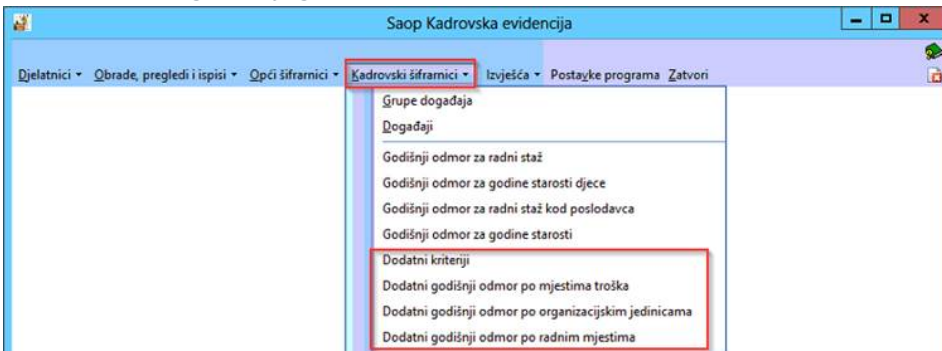 Saop Kadrovska evidencija
Djelatnici Obrade, pregledi i ispisi Opći šifrarnici Kadrovski šifrarnici Izvješća Postavke programa Zatvori
Grupe događaja
Događaji
Godišnji odmor za radni staž
Godišnji odmor za godine starosti djece
Godišnji odmor za radni staž kod poslodavca
Godišnji odmor za godine starosti
Dodatni kriteriji
Dodatni godišnji odmor po mjestima troška
Dodatni godišnji odmor po organizacijskim jedinicama
Dodatni godišnji odmor po radnim mjestima